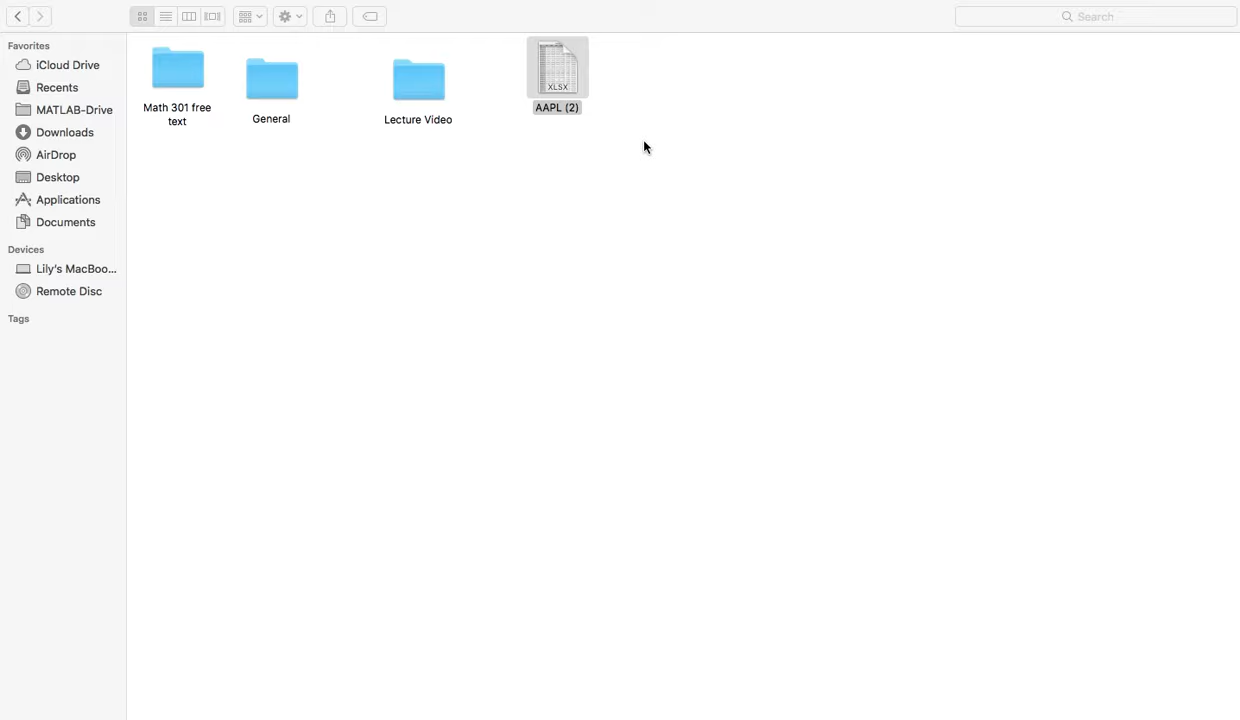 Search
Favorites
iCloud Drive
Recents
MATLAB-Drive
Downloads
AirDrop
Desktop
Applications
Documents
Devices
Lily's MacBoo...
Remote Disc
Tags
Math 301 free
text
General
Lecture Video
XLSX
AAPL (2)